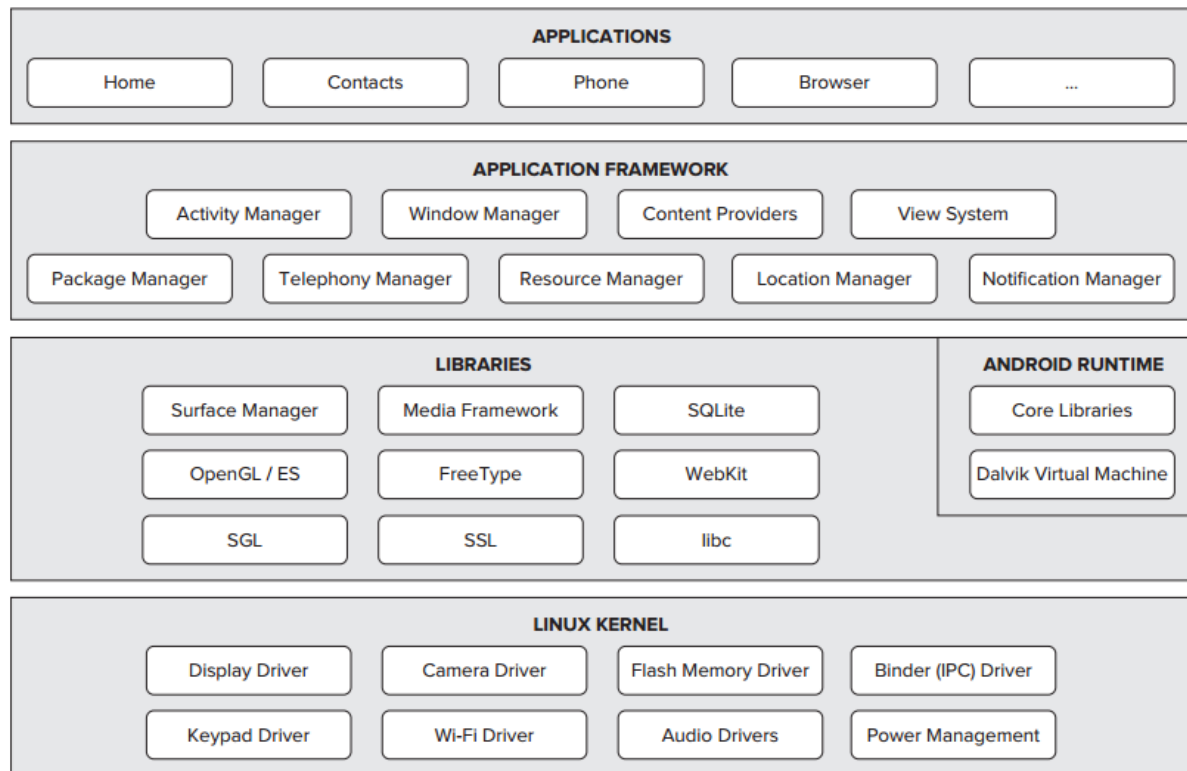 APPLICATIONS
Home Contacts Phone Browser ...
APPLICATION FRAMEWORK
Activity Manager Window Manager Content Providers View System
Package Manager Telephony Manager Resource Manager Location Manager Notification Manager
LIBRARIES
Surface Manager Media Framework SQLite
OpenGL / ES FreeType WebKit
SGL SSL libc
ANDROID RUNTIME
Core Libraries
Dalvik Virtual Machine
LINUX KERNEL
Display Driver Camera Driver Flash Memory Driver Binder (IPC) Driver
Keypad Driver Wi-Fi Driver Audio Drivers Power Management